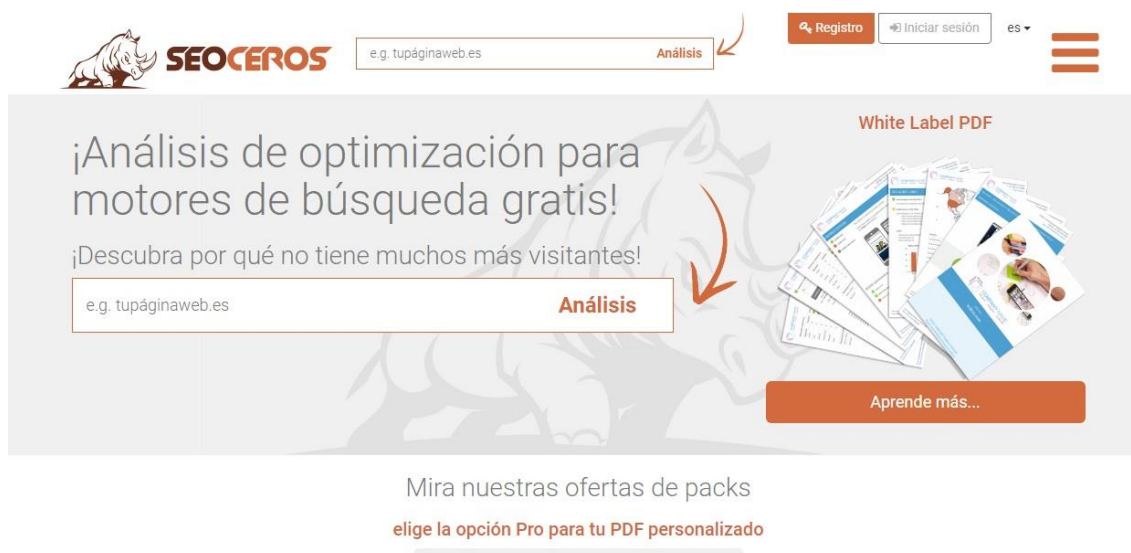 SEOCEROS
e.g. tupáginaweb.es Análisis
Registro
Iniciar sesión
es
White Label PDF
¡Análisis de optimización para
motores de búsqueda gratis!
¡Descubra por qué no tiene muchos más visitantes!
e.g. tupáginaweb.es Análisis
Aprende más...
Mira nuestras ofertas de packs
elige la opción Pro para tu PDF personalizado